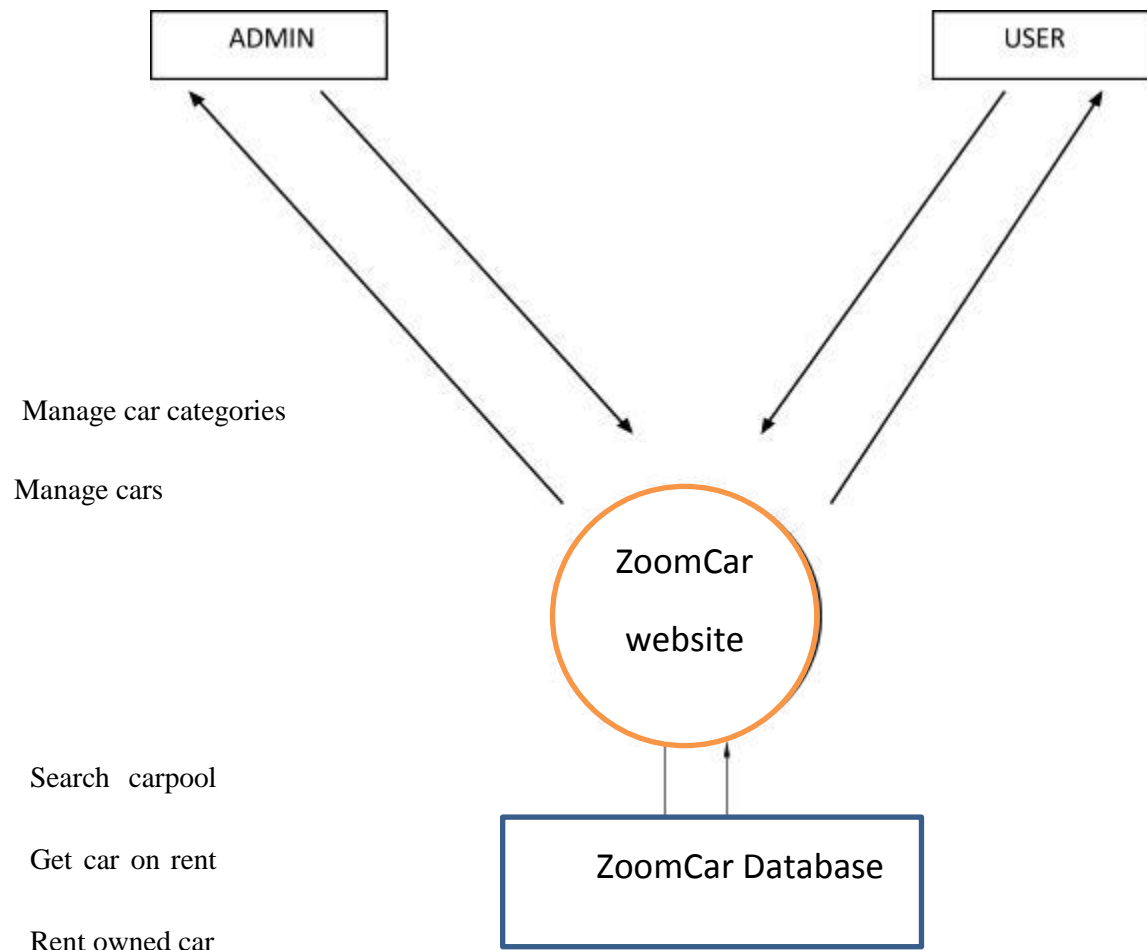 ADMIN
USER
Manage car categories
Manage cars
ZoomCar
website
Search carpool
Get car on rent
Rent owned car
ZoomCar Database